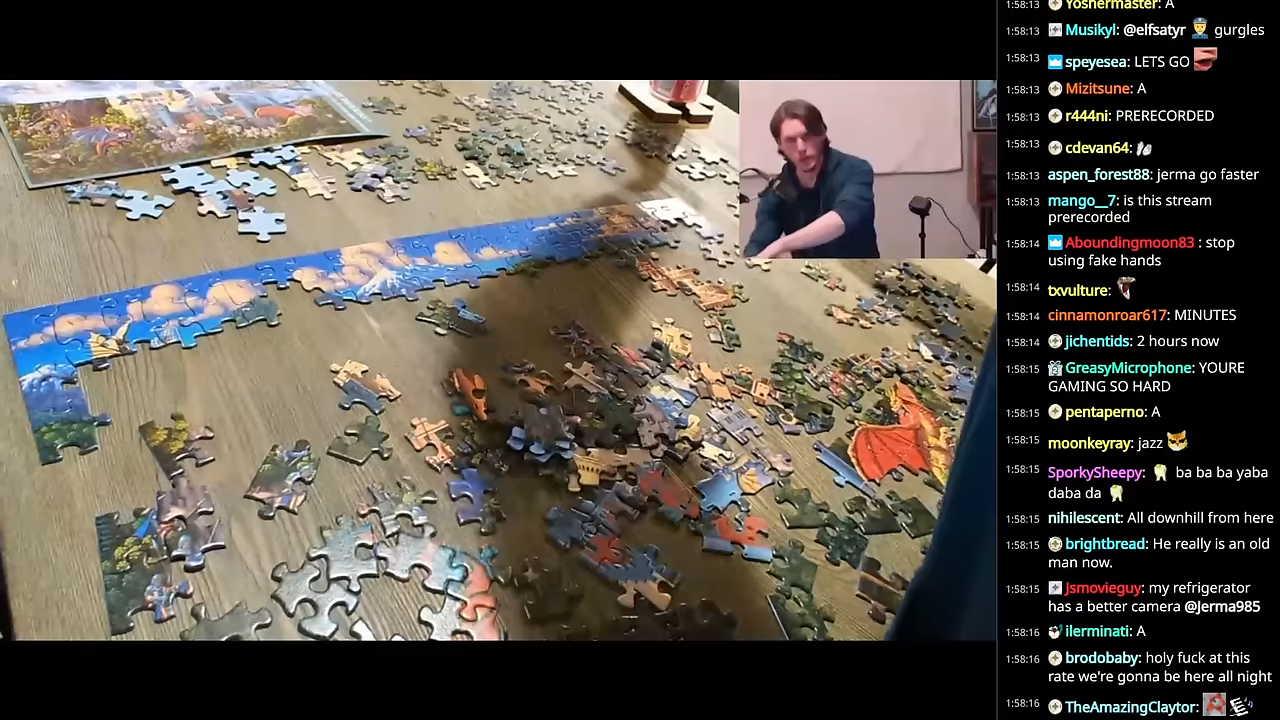 1:58:13 Yoshermaster: A
1:58:13 Musikyl: @elfsatyr gurgles
1:58:13 speyesea: LETS GO
1:58:13 Mizitsune: A
1:58:13 r444ni: PRERECORDED
1:58:13 cdevan64:
aspen_forest88: jerma go faster
1:58:13 mango__7: is this stream
prerecorded
1:58:14 Aboundingmoon83 : stop
using fake hands
1:58:14 txvulture:
1:58:14 cinnamonroar617: MINUTES
1:58:14 jichentids: 2 hours now
1:58:15 GreasyMicrophone: YOURE
GAMING SO HARD
1:58:15 pentaperno: A
1:58:15 moonkeyray: jazz
1:58:15 SporkySheepy: ba ba ba yaba
daba da
1:58:15 nihilescent: All downhill from here
1:58:15 brightbread: He really is an old
man now.
1:58:15 Jsmovieguy: my refrigerator
has a better camera @Jerma985
1:58:16 ilerminati: A
1:58:16 brodobaby: holy fuck at this
rate we're gonna be here all night
1:58:16 TheAmazingClaytor: